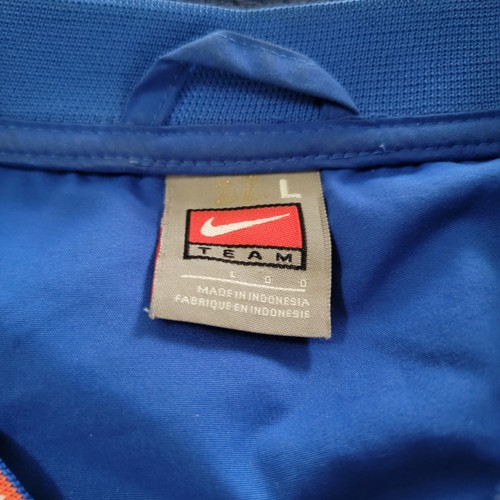 L
TEAM
L G G
MADE IN INDONESIA
FABRIQUE EN INDONESIE